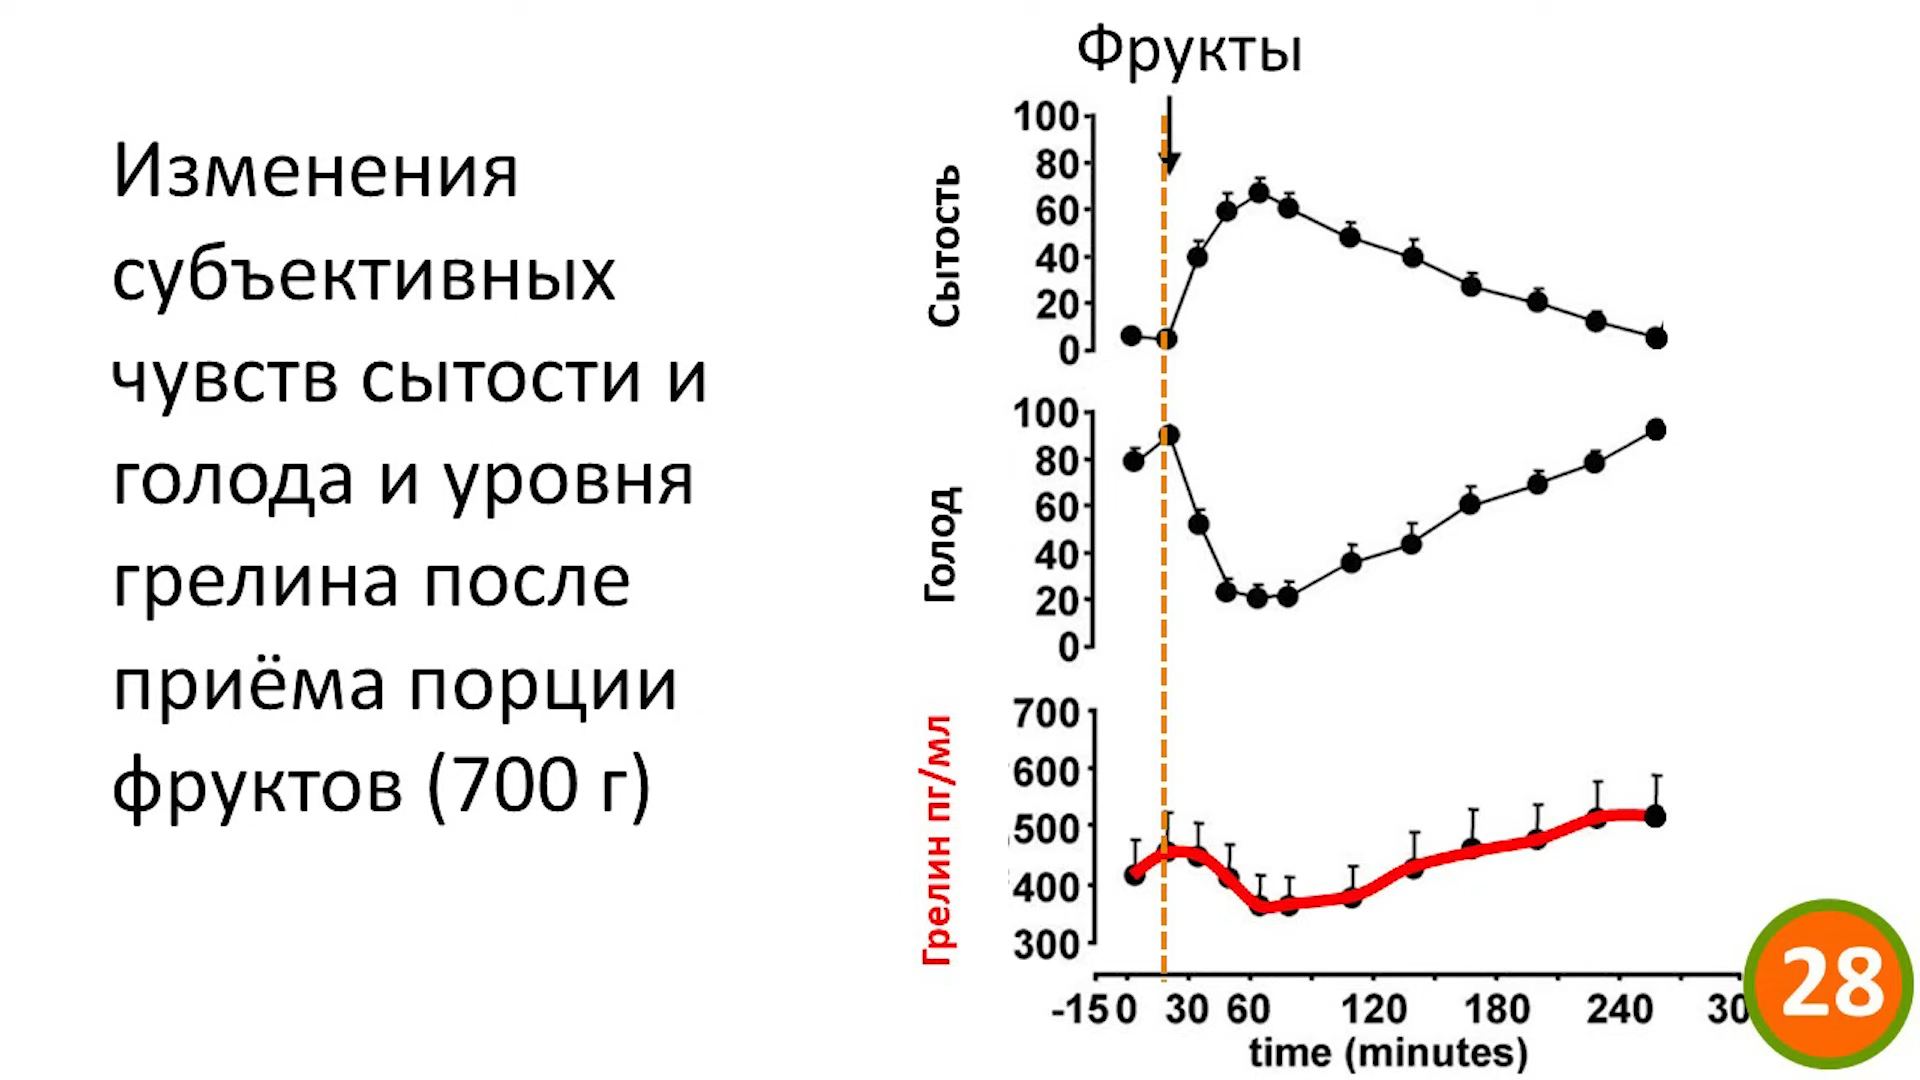 Изменения
субъективных
чувств сытости и
голода и уровня
грелина после
приёма порции
фруктов (700 г)
Фрукты
Сытость
100
80
60
40
20
0
Голод
100
80
60
40
20
0
Грелин пг/мл
700
600
500
400
300
-15 0 30 60 120 180 240 30
time (minutes)
28